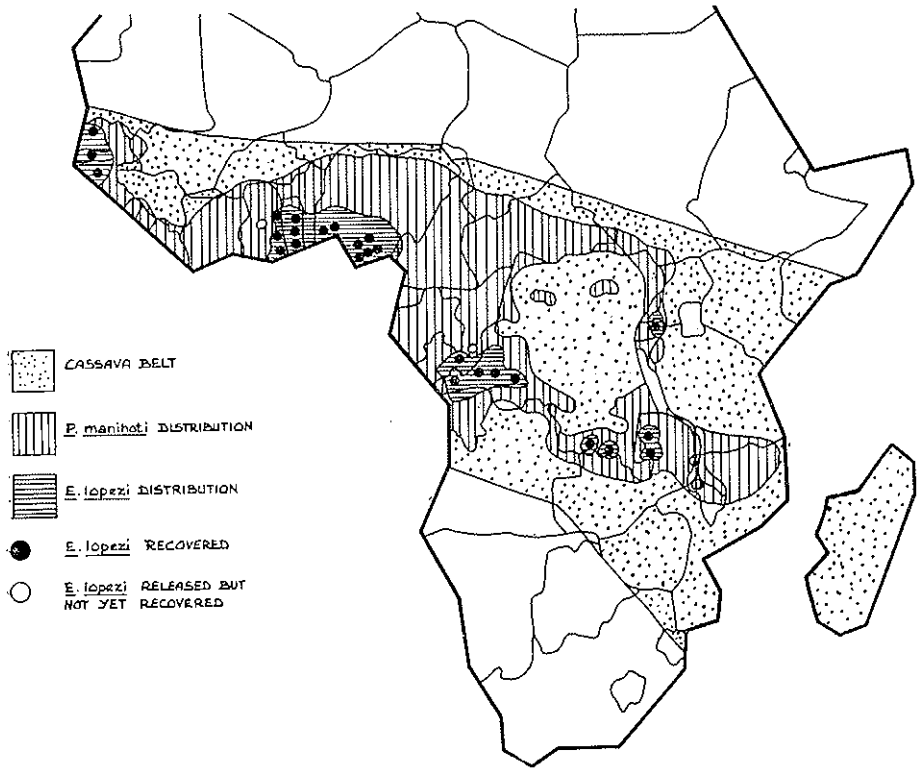 CASSAVA BELT
P. manihoti DISTRIBUTION
E. lopezi DISTRIBUTION
E. lopezi RECOVERED
E. lopezi RELEASED BUT
NOT YET RECOVERED